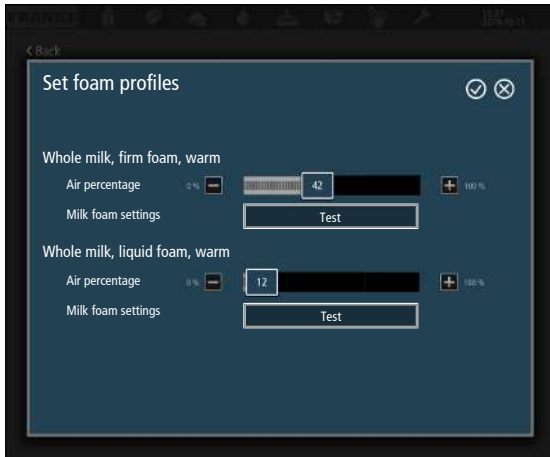 FRANKE
Back
Set foam profiles
Whole milk, firm foam, warm
Air percentage 0 % 42 100 %
Milk foam settings Test
Whole milk, liquid foam, warm
Air percentage 0 % 12 100 %
Milk foam settings Test